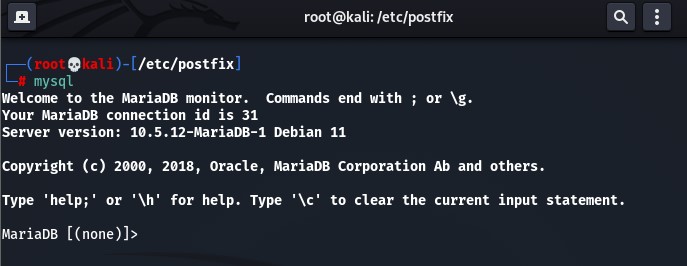 root@kali: /etc/postfix
┌──(root💀kali)-[/etc/postfix]
└─# mysql
Welcome to the MariaDB monitor.  Commands end with ; or \g.
Your MariaDB connection id is 31
Server version: 10.5.12-MariaDB-1 Debian 11
Copyright (c) 2000, 2018, Oracle, MariaDB Corporation Ab and others.
Type 'help;' or '\h' for help. Type '\c' to clear the current input statement.
MariaDB [(none)]>